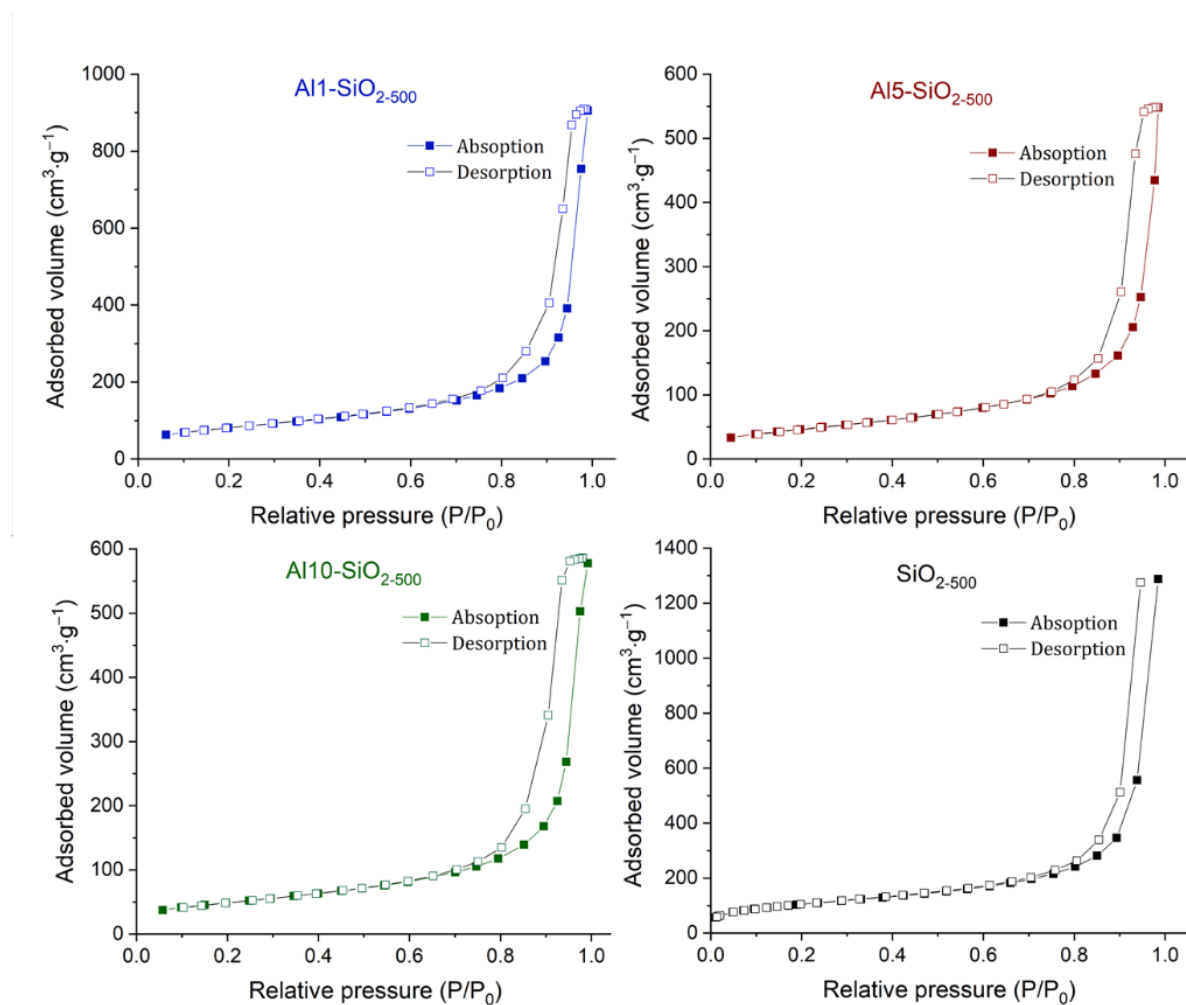 Al1-SiO2-500
Absoption
Desorption
1000
800
600
400
200
0
Adsorbed volume (cm³·g⁻¹)
0.0 0.2 0.4 0.6 0.8 1.0
Relative pressure (P/P0)
Al5-SiO2-500
Absoption
Desorption
600
500
400
300
200
100
0
Adsorbed volume (cm³·g⁻¹)
0.0 0.2 0.4 0.6 0.8 1.0
Relative pressure (P/P0)
Al10-SiO2-500
Absoption
Desorption
600
500
400
300
200
100
0
Adsorbed volume (cm³·g⁻¹)
0.0 0.2 0.4 0.6 0.8 1.0
Relative pressure (P/P0)
SiO2-500
Absoption
Desorption
1400
1200
1000
800
600
400
200
0
Adsorbed volume (cm³·g⁻¹)
0.0 0.2 0.4 0.6 0.8 1.0
Relative pressure (P/P0)